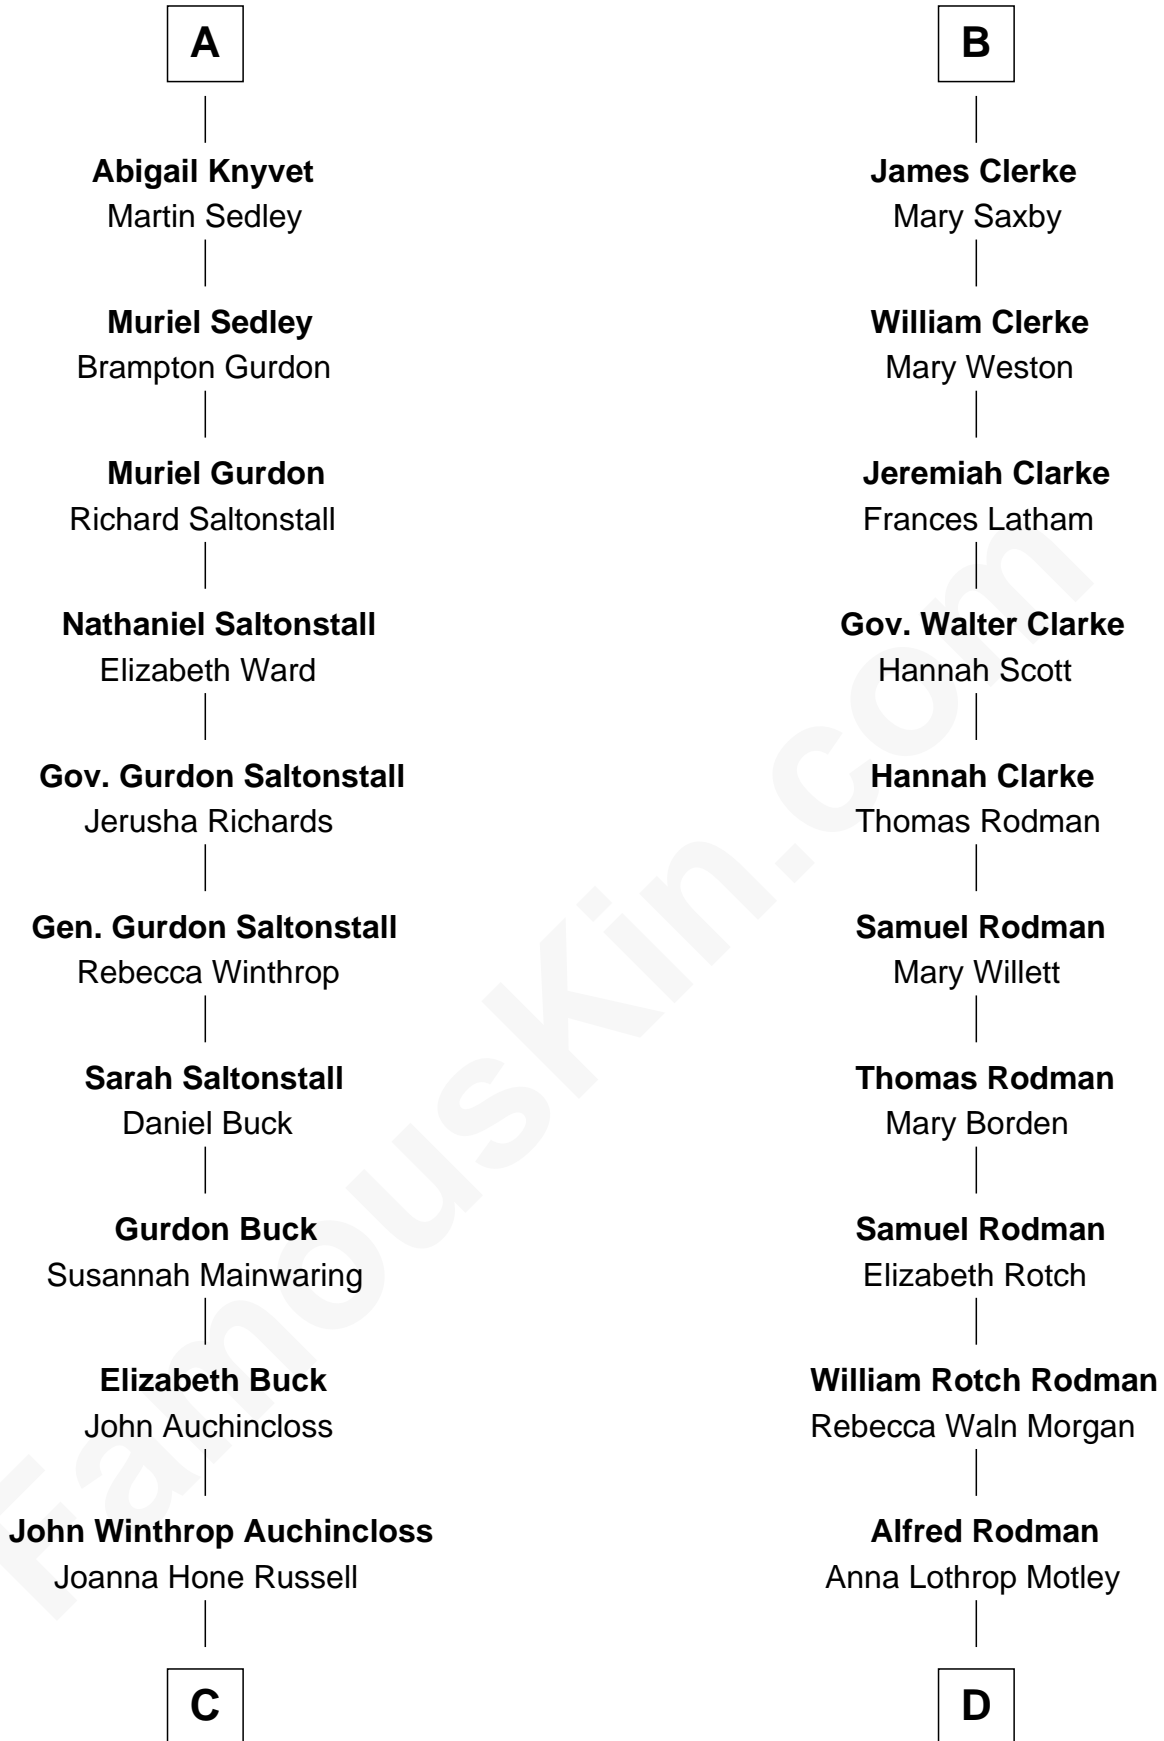 A
Abigail Knyvet
Martin Sedley
Muriel Sedley
Brampton Gurdon
Muriel Gurdon
Richard Saltonstall
Nathaniel Saltonstall
Elizabeth Ward
Gov. Gurdon Saltonstall
Jerusha Richards
Gen. Gurdon Saltonstall
Rebecca Winthrop
Sarah Saltonstall
Daniel Buck
Gurdon Buck
Susannah Mainwaring
Elizabeth Buck
John Auchincloss
John Winthrop Auchincloss
Joanna Hone Russell
C
B
James Clerke
Mary Saxby
William Clerke
Mary Weston
Jeremiah Clarke
Frances Latham
Gov. Walter Clarke
Hannah Scott
Hannah Clarke
Thomas Rodman
Samuel Rodman
Mary Willett
Thomas Rodman
Mary Borden
Samuel Rodman
Elizabeth Rotch
William Rotch Rodman
Rebecca Waln Morgan
Alfred Rodman
Anna Lothrop Motley
D
FamousKin.com